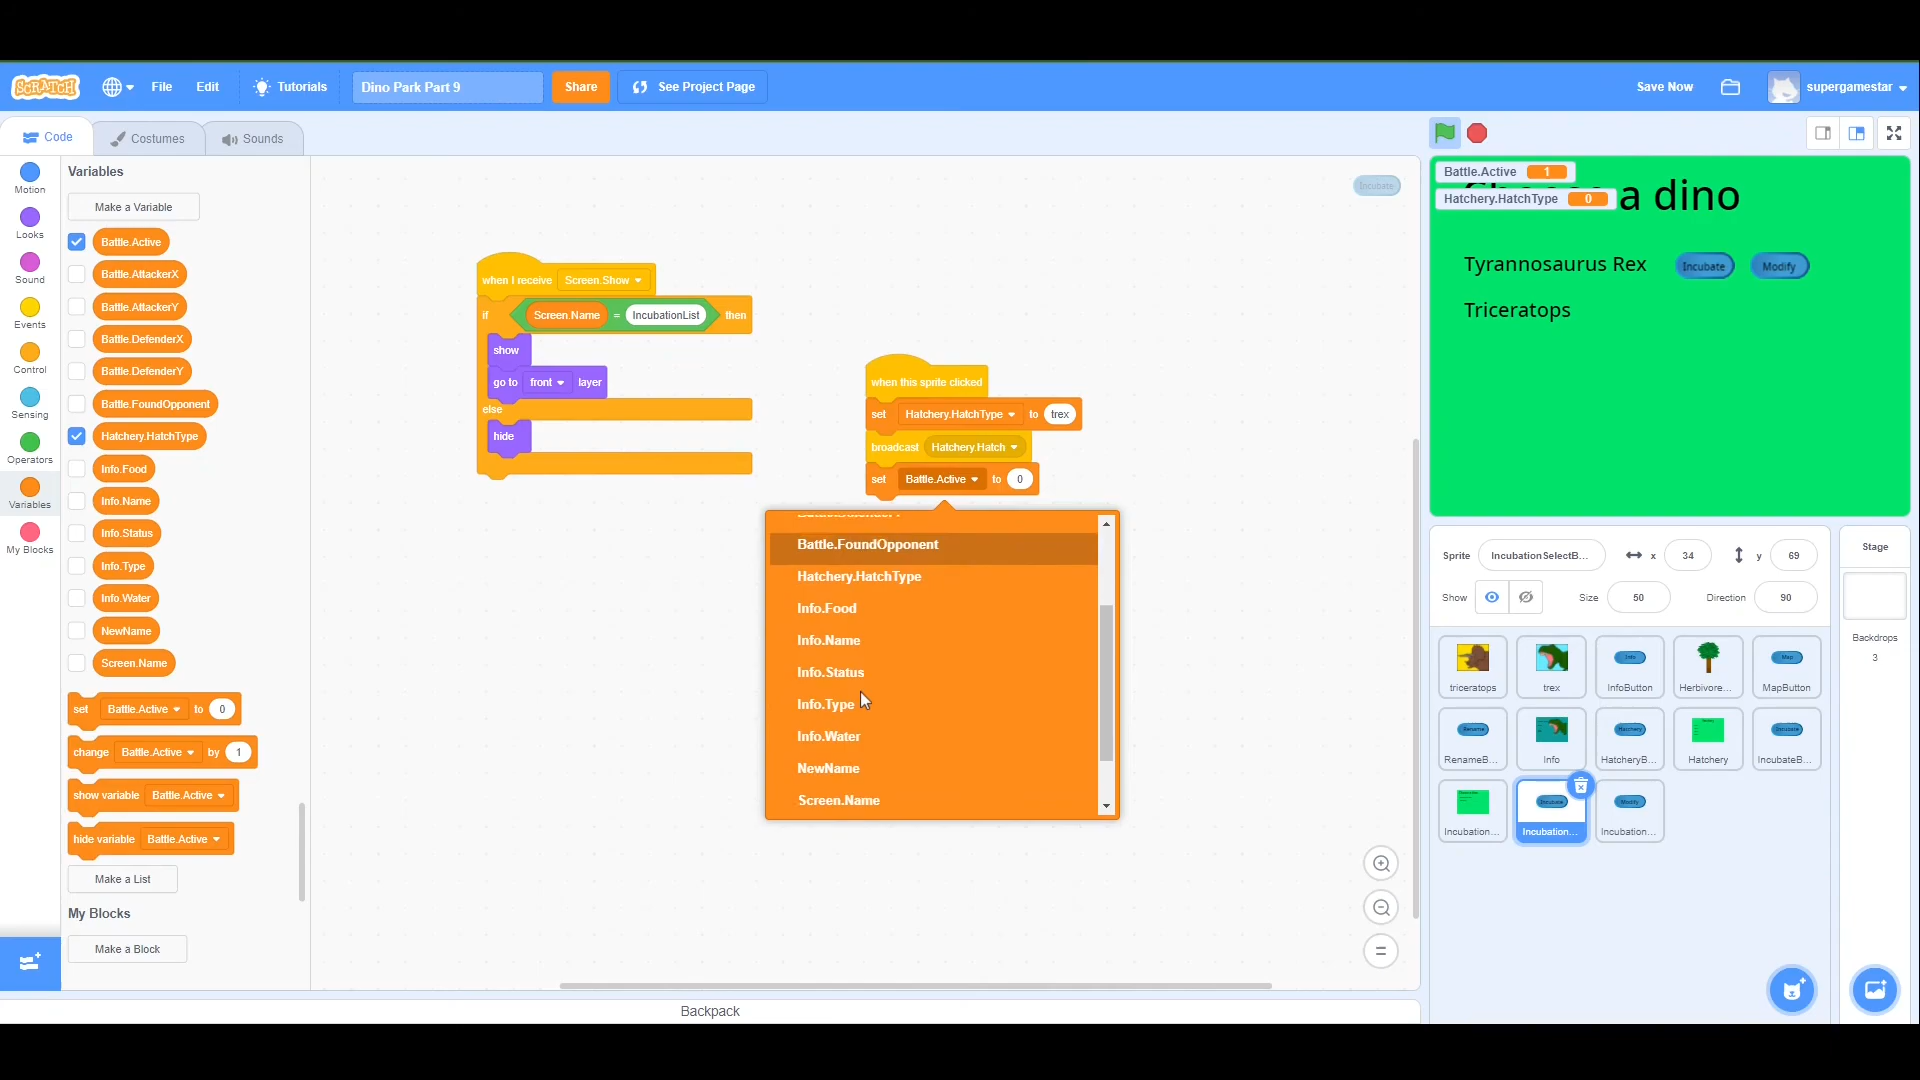 SCRATCH
File
Edit
Tutorials
Dino Park Part 9
Share
See Project Page
Save Now
supergamestar
Code
Costumes
Sounds
Motion
Looks
Sound
Events
Control
Sensing
Operators
Variables
My Blocks
Variables
Make a Variable
Battle.Active
Battle.AttackerX
Battle.AttackerY
Battle.DefenderX
Battle.DefenderY
Battle.FoundOpponent
Hatchery.HatchType
Info.Food
Info.Name
Info.Status
Info.Type
Info.Water
NewName
Screen.Name
set Battle.Active to 0
change Battle.Active by 1
show variable Battle.Active
hide variable Battle.Active
Make a List
My Blocks
Make a Block
Incubate
when I receive Screen.Show
if Screen.Name = IncubationList then
show
go to front layer
else
hide
when this sprite clicked
set Hatchery.HatchType to trex
broadcast Hatchery.Hatch
set Battle.Active to 0
Battle.FoundOpponent
Hatchery.HatchType
Info.Food
Info.Name
Info.Status
Info.Type
Info.Water
NewName
Screen.Name
Backpack
Battle.Active 1
Hatchery.HatchType 0
a dino
Tyrannosaurus Rex Incubate Modify
Triceratops
Sprite IncubationSelectB... x 34 y 69
Show Size 50 Direction 90
Stage
Backdrops
3
triceratops
trex
Info
InfoButton
Herbivore...
Map
MapButton
Rename
RenameB...
Info
Hatchery
HatcheryB...
Hatchery
Incubate
IncubateB...
Incubation...
Incubate
Incubation...
Modify
Incubation...